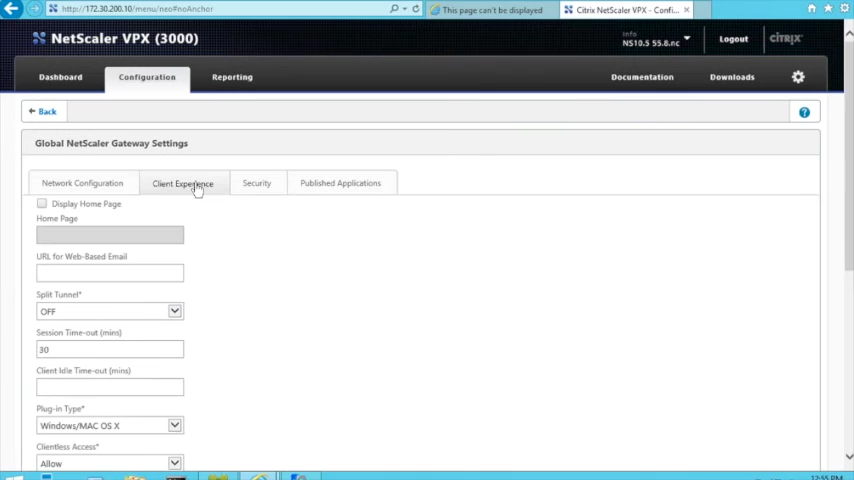 http://172.30.200.10/menu/neo#noAnchor
This page can't be displayed
Citrix NetScaler VPX - Confi...
NetScaler VPX (3000)
Info
NS10.5 55.8.nc
Logout
CITRIX
Dashboard
Configuration
Reporting
Documentation
Downloads
Back
?
Global NetScaler Gateway Settings
Network Configuration
Client Experience
Security
Published Applications
Display Home Page
Home Page
URL for Web-Based Email
Split Tunnel*
OFF
Session Time-out (mins)
30
Client Idle Time-out (mins)
Plug-in Type*
Windows/MAC OS X
Clientless Access*
Allow
12:55 PM